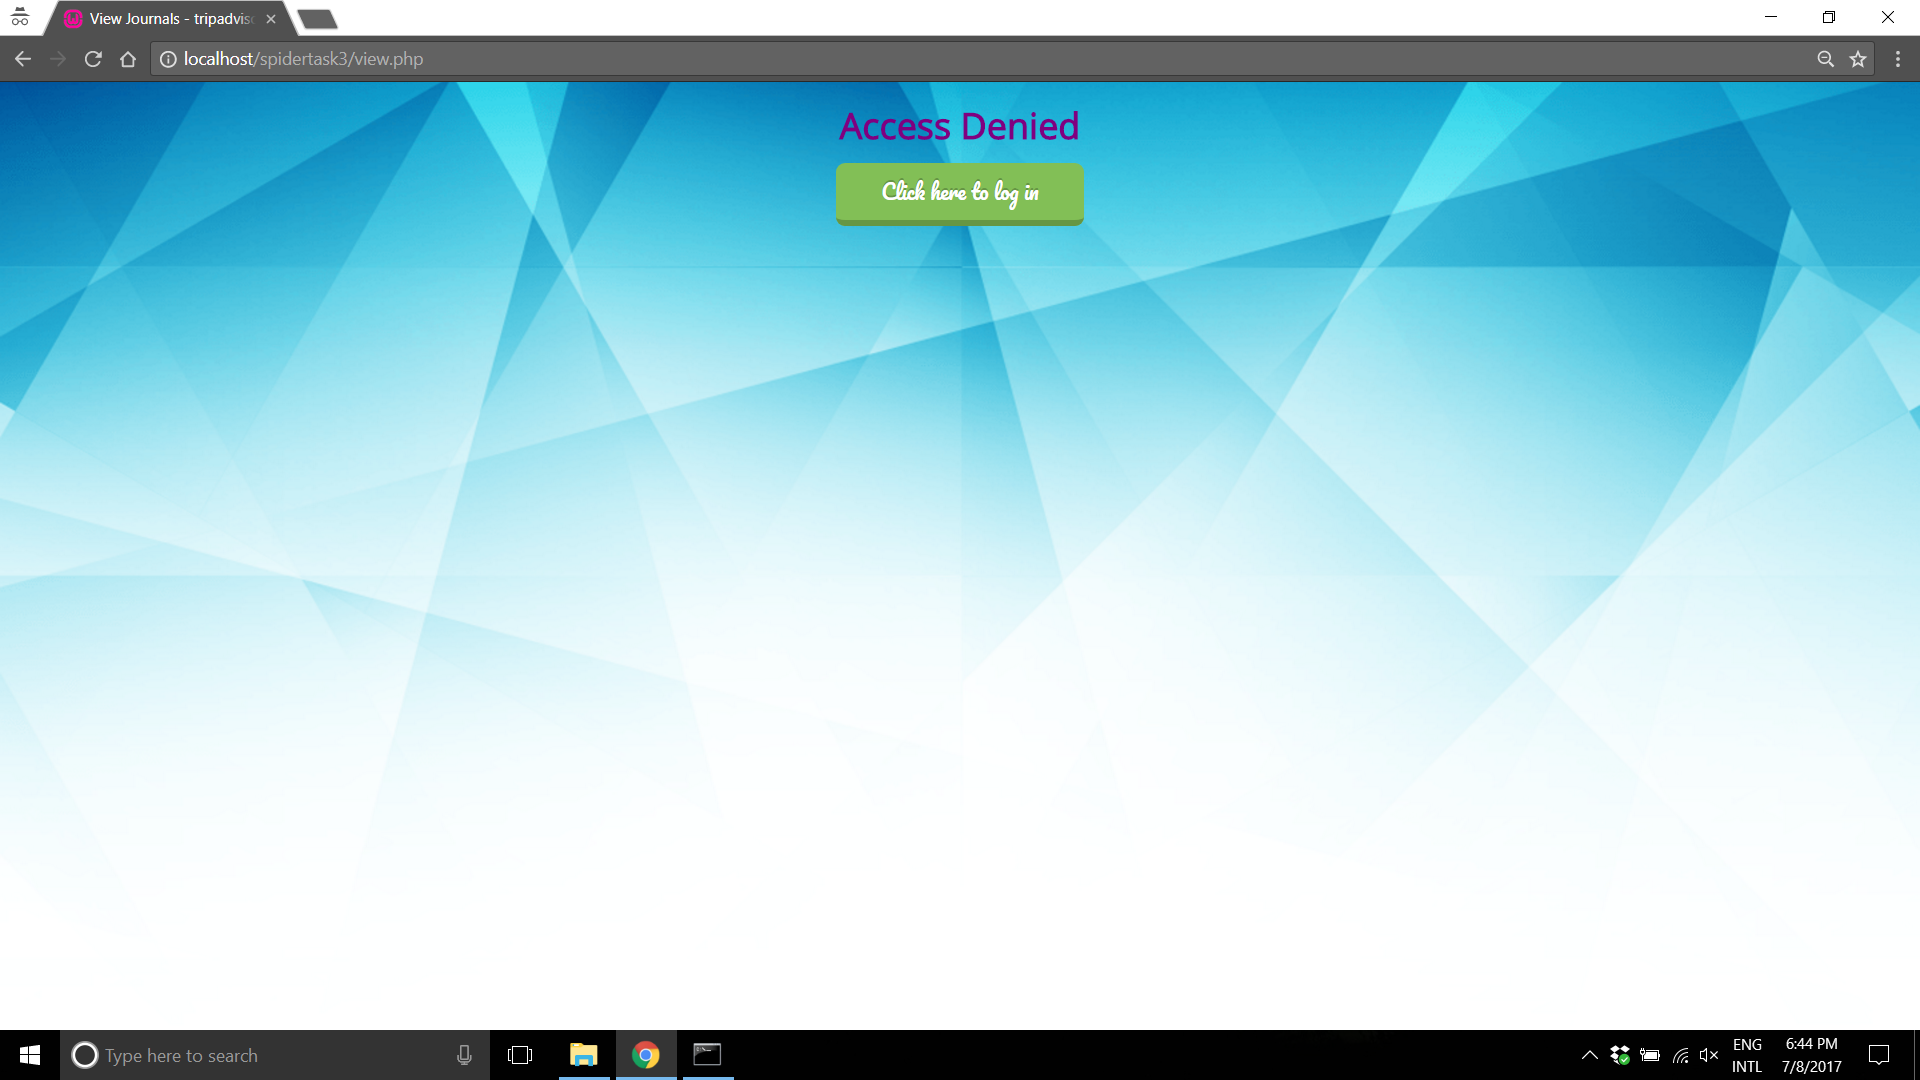 View Journals - tripadvis
localhost/spidertask3/view.php
Access Denied
Click here to log in
Type here to search
ENG
INTL
6:44 PM
7/8/2017